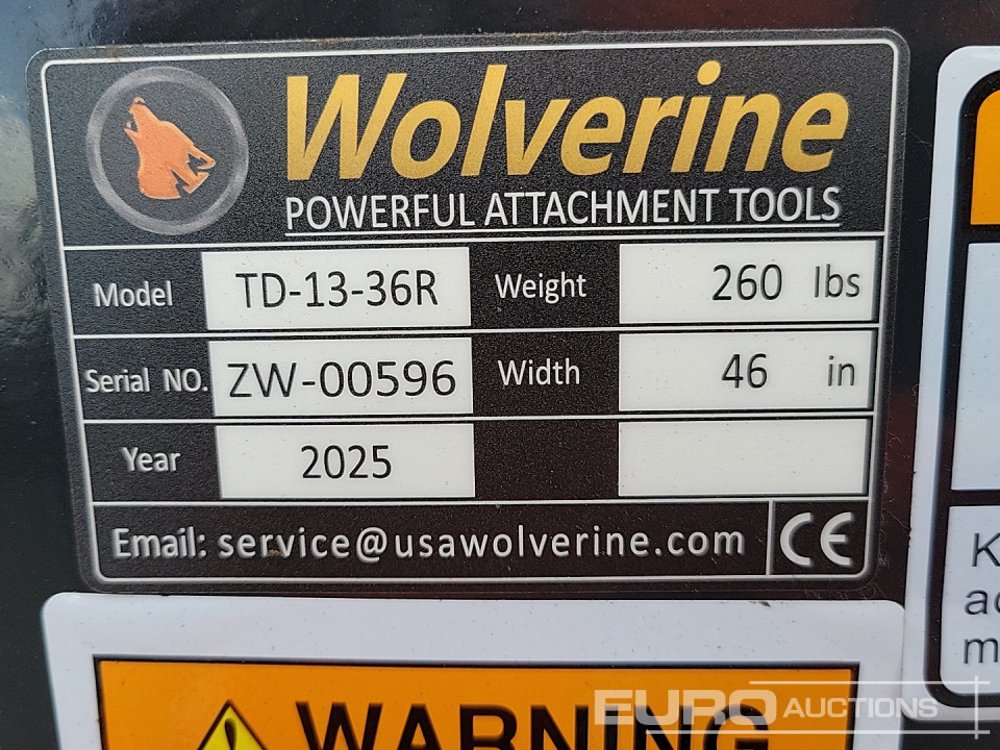 Wolverine
POWERFUL ATTACHMENT TOOLS
Model TD-13-36R Weight 260 lbs
Serial NO. ZW-00596 Width 46 in
Year 2025
Email: service@usawolverine.com CE
WARNING
EURO AUCTIONS